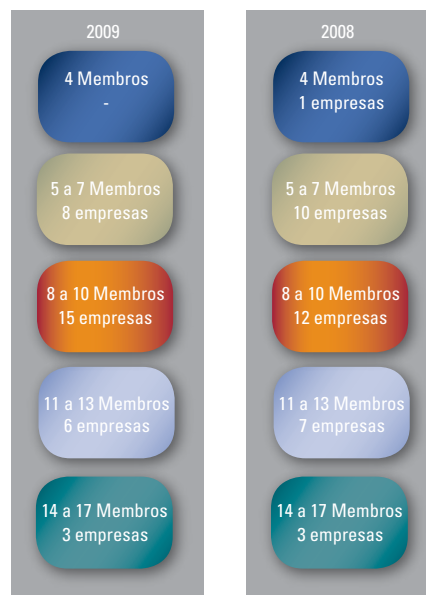 2009
4 Membros
-
5 a 7 Membros
8 empresas
8 a 10 Membros
15 empresas
11 a 13 Membros
6 empresas
14 a 17 Membros
3 empresas
2008
4 Membros
1 empresas
5 a 7 Membros
10 empresas
8 a 10 Membros
12 empresas
11 a 13 Membros
7 empresas
14 a 17 Membros
3 empresas